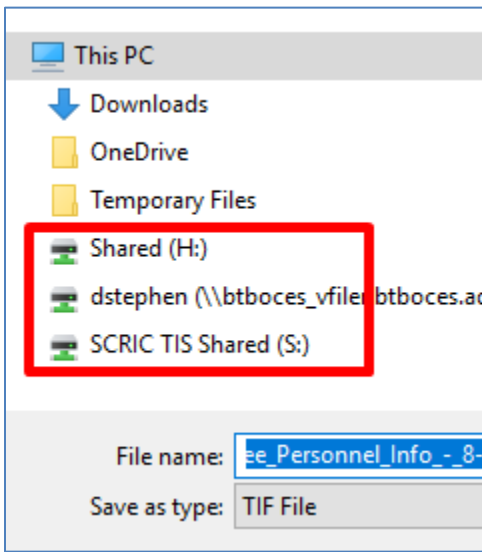 This PC
Downloads
OneDrive
Temporary Files
Shared (H:)
dstephen (\\btboces_vfiler.btboces.ad
SCRIC TIS Shared (S:)
File name: ee_Personnel_Info_-_8-
Save as type: TIF File